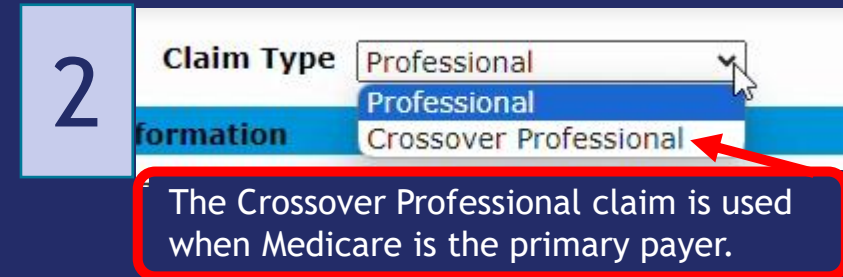 2
Claim Type Professional
Professional
formation Crossover Professional
The Crossover Professional claim is used
when Medicare is the primary payer.